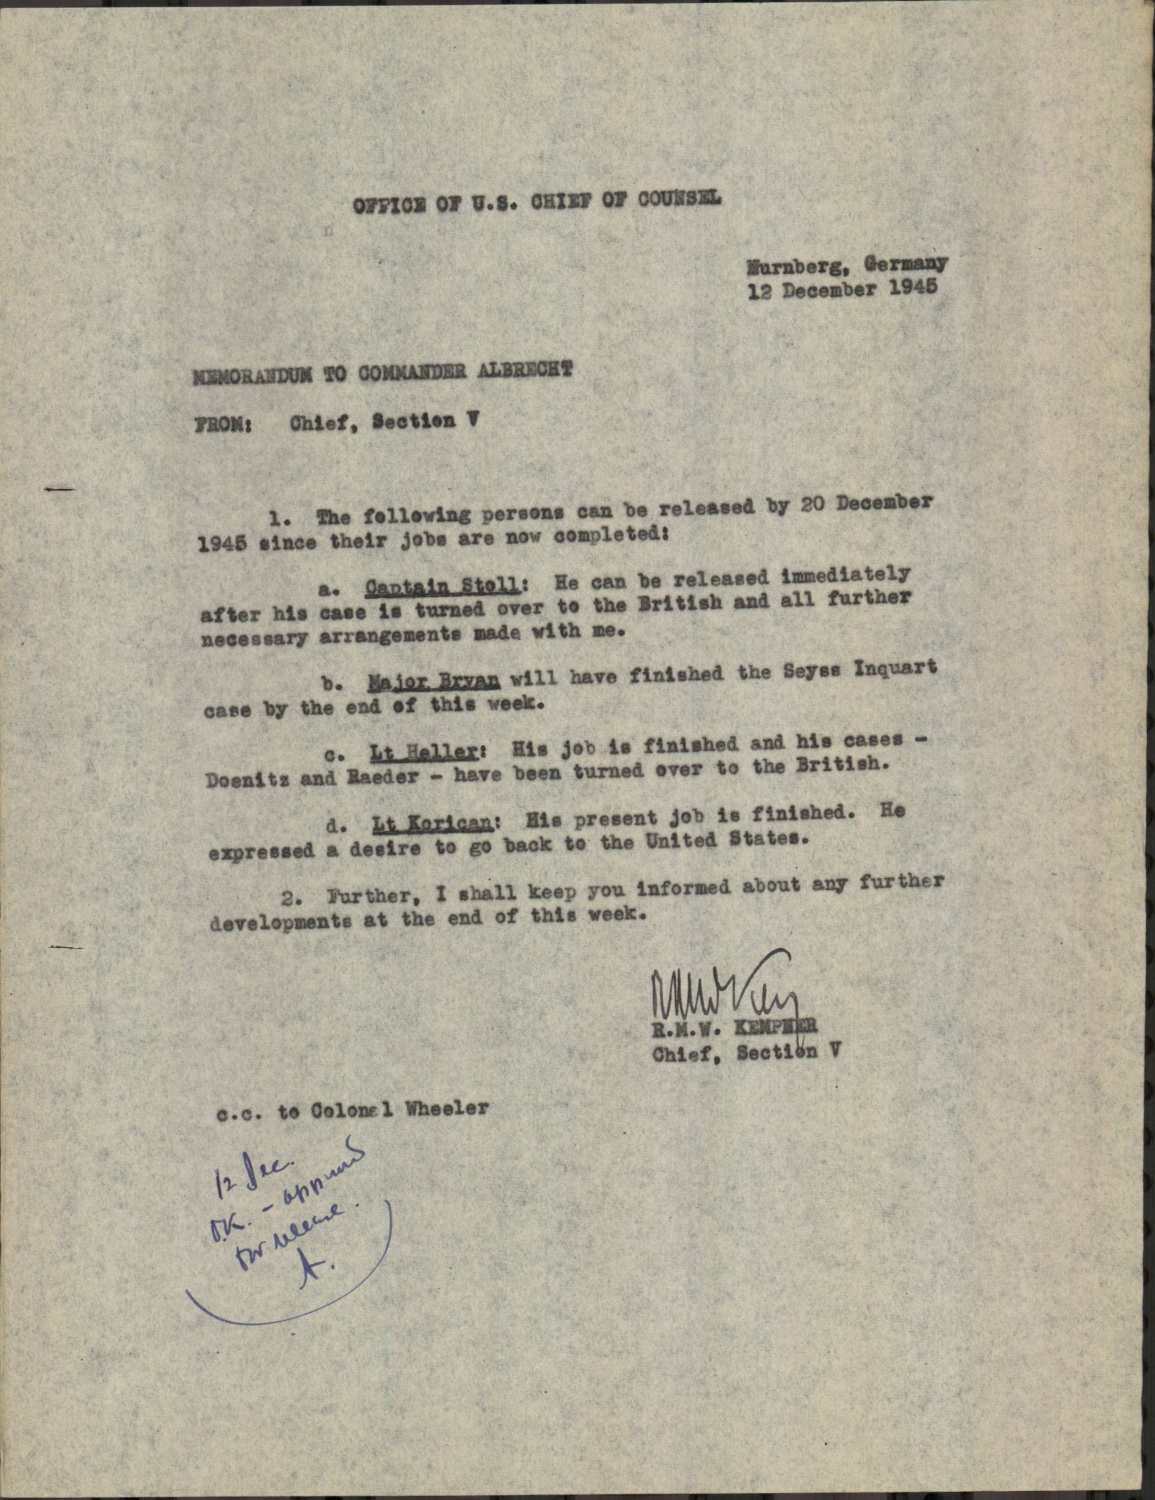 OFFICE OF U.S. CHIEF OF COUNSEL
Nurnberg, Germany
12 December 1945
MEMORANDUM TO COMMANDER ALBRECHT
FROM: Chief, Section V
1. The following persons can be released by 20 December
1945 since their jobs are now completed:
a. Captain Stoll: He can be released immediately
after his case is turned over to the British and all further
necessary arrangements made with me.
b. Major Bryan will have finished the Seyss Inquart
case by the end of this week.
c. Lt Heller: His job is finished and his cases -
Doenitz and Raeder - have been turned over to the British.
d. Lt Korican: His present job is finished. He
expressed a desire to go back to the United States.
2. Further, I shall keep you informed about any further
developments at the end of this week.
R.M.W. KEMPNER
Chief, Section V
c.c. to Colonel Wheeler
12 Dec.
OK. - approved
for release.
A.